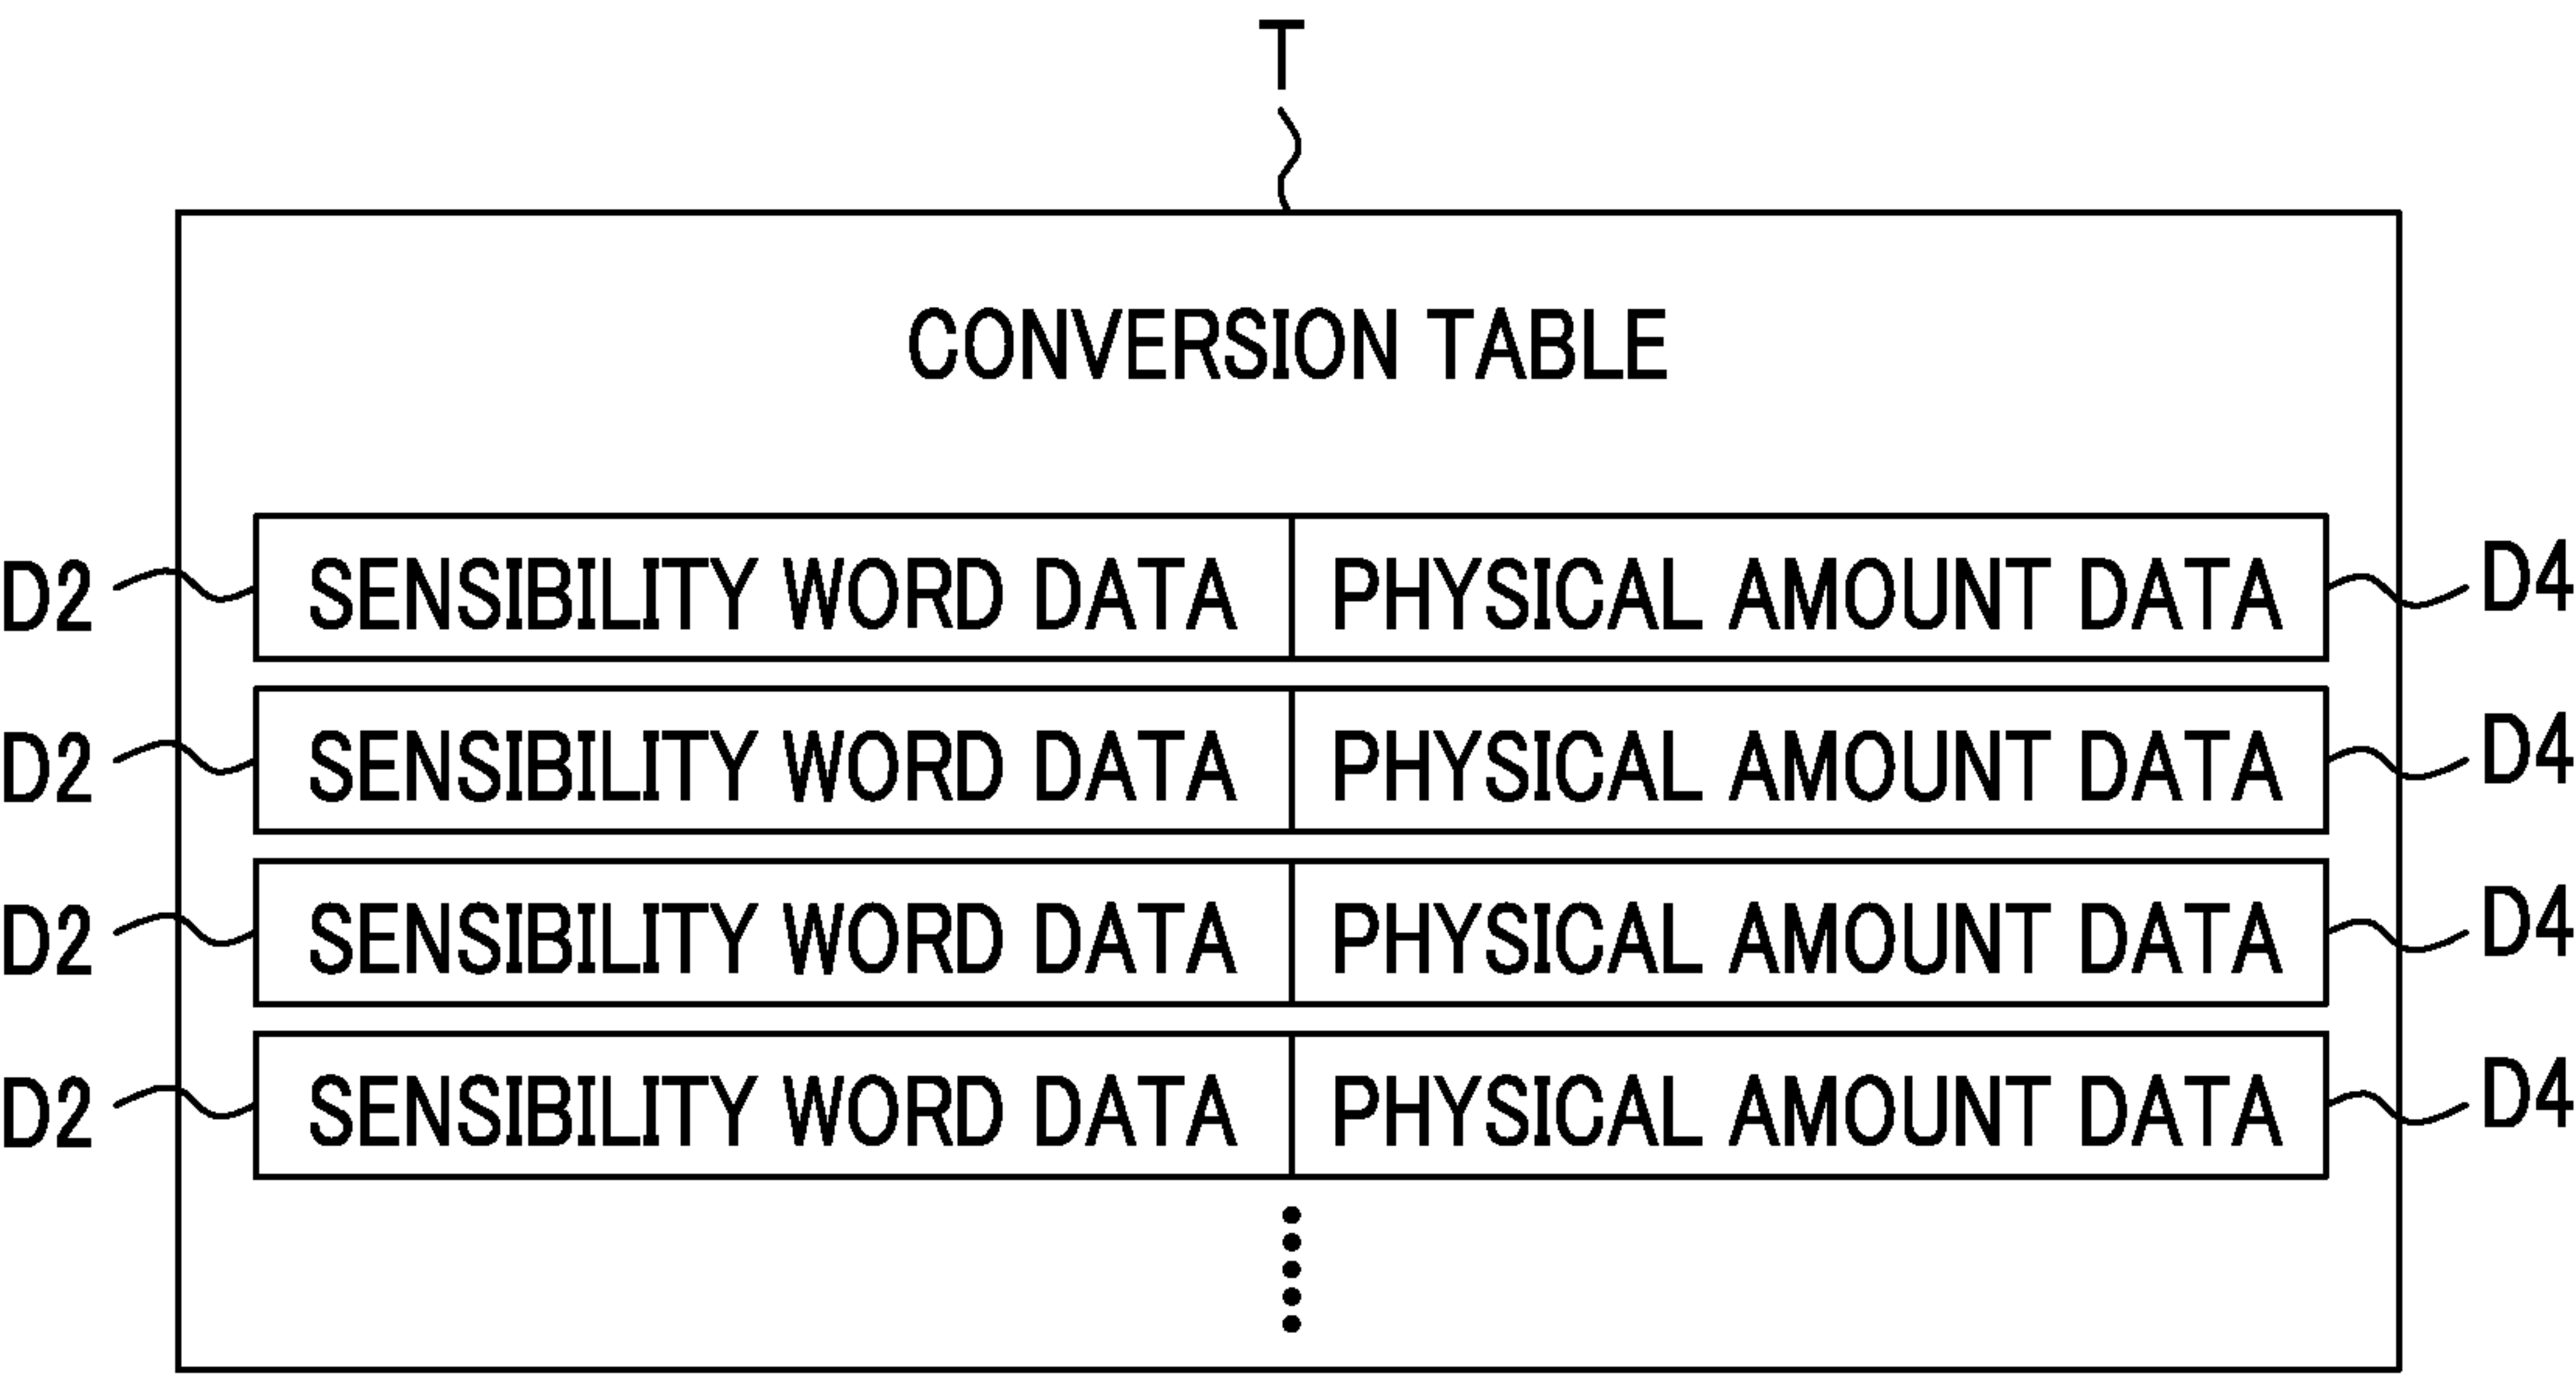 T
CONVERSION TABLE
D2 SENSIBILITY WORD DATA PHYSICAL AMOUNT DATA D4
D2 SENSIBILITY WORD DATA PHYSICAL AMOUNT DATA D4
D2 SENSIBILITY WORD DATA PHYSICAL AMOUNT DATA D4
D2 SENSIBILITY WORD DATA PHYSICAL AMOUNT DATA D4